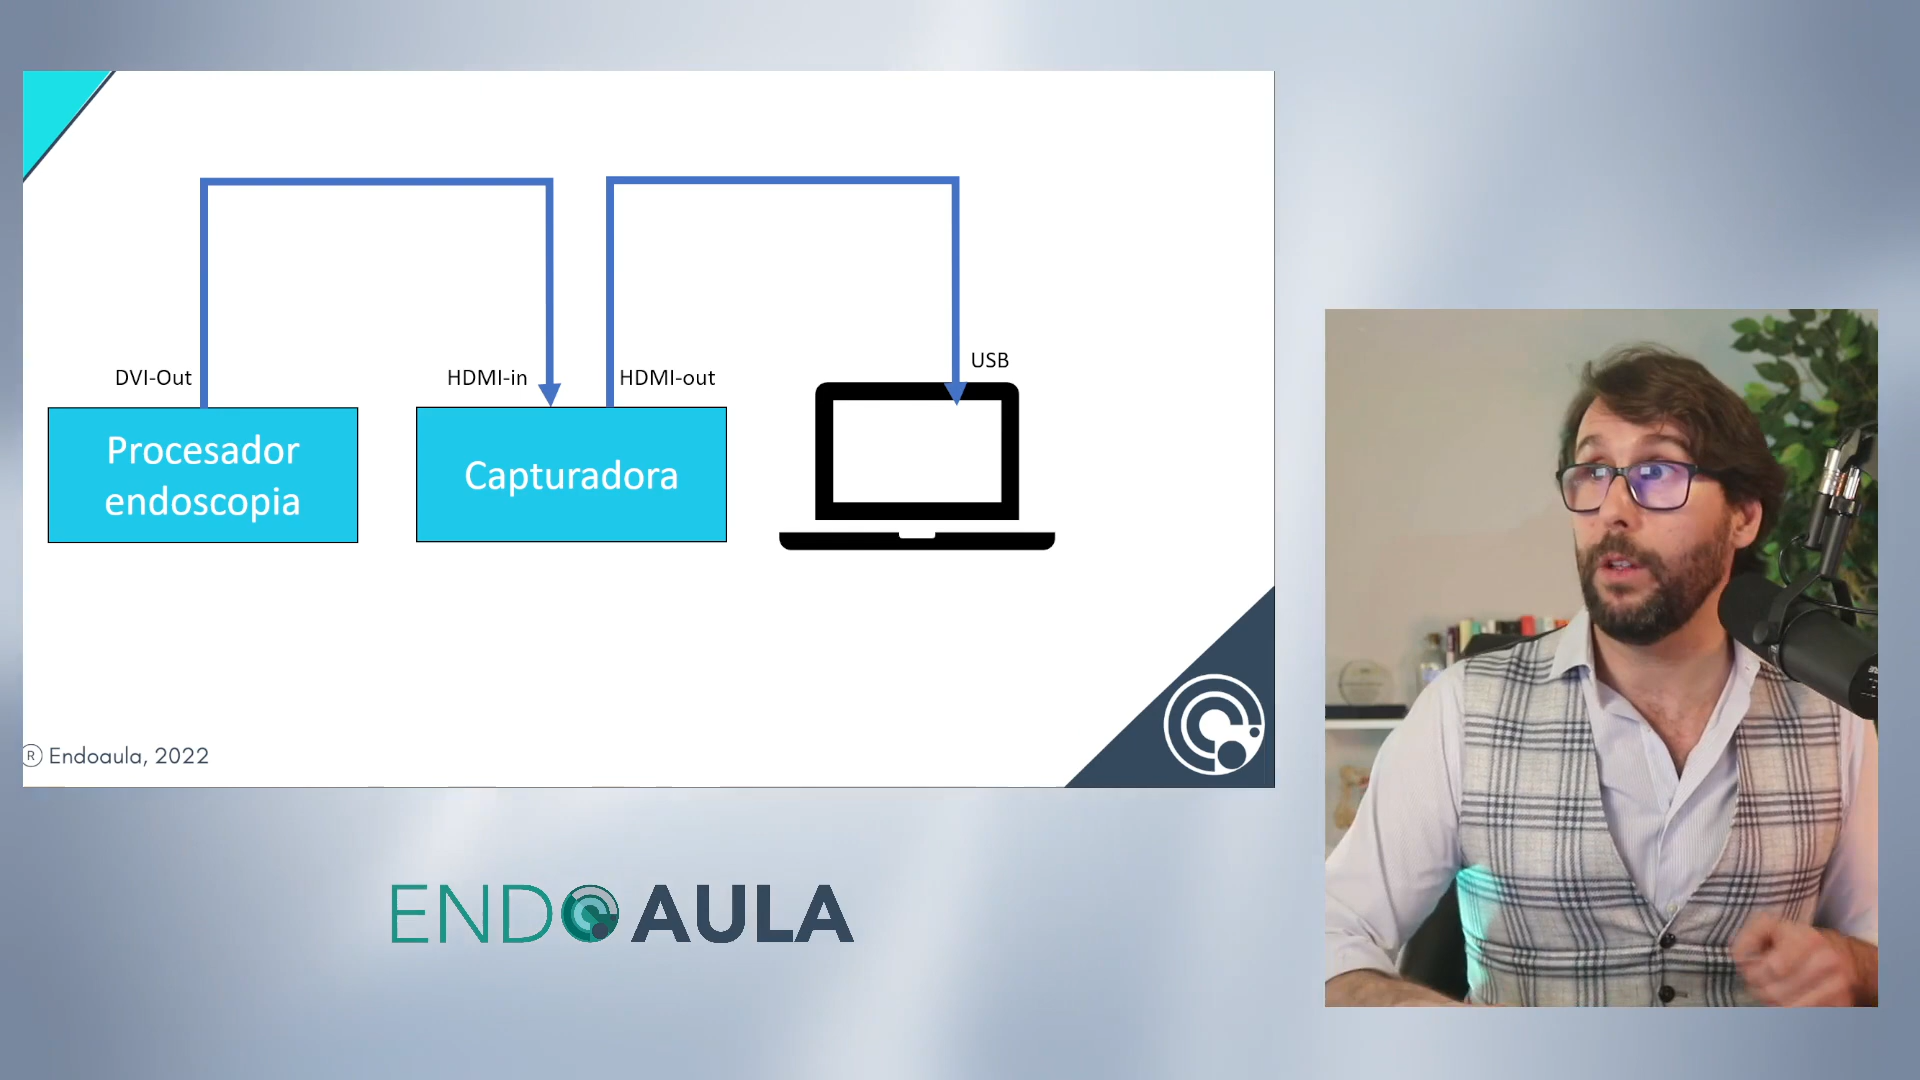 DVI-Out
HDMI-in
HDMI-out
USB
Procesador
endoscopia
Capturadora
® Endoaula, 2022
ENDOAULA